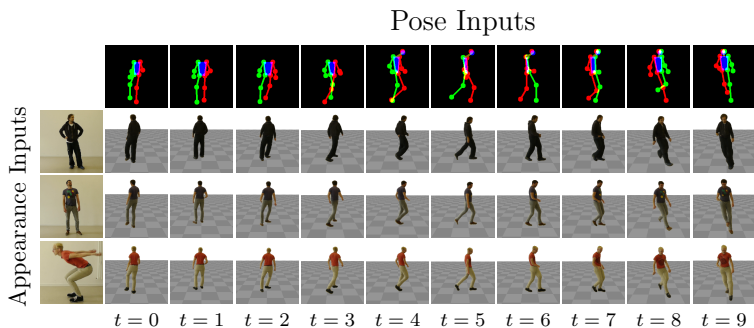 Pose Inputs
Appearance Inputs
t = 0 t = 1 t = 2 t = 3 t = 4 t = 5 t = 6 t = 7 t = 8 t = 9